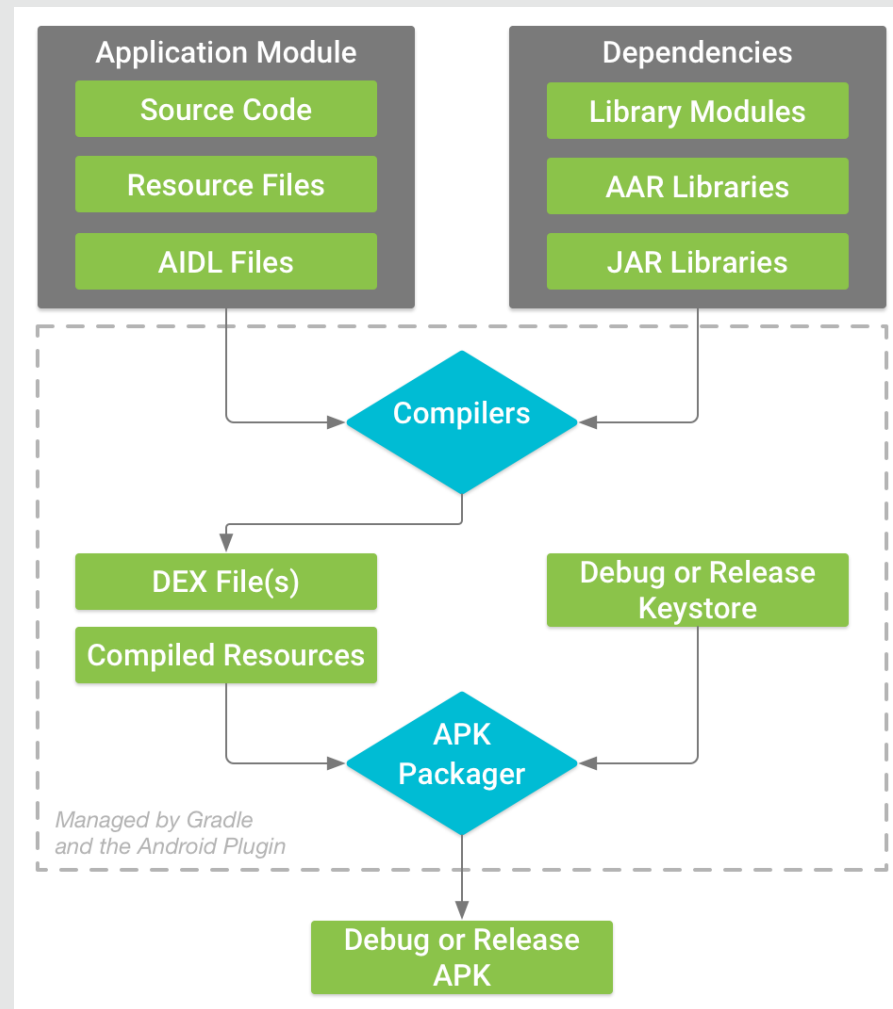 Application Module
Source Code
Resource Files
AIDL Files
Dependencies
Library Modules
AAR Libraries
JAR Libraries
Compilers
DEX File(s)
Compiled Resources
Debug or Release
Keystore
APK
Packager
Managed by Gradle
and the Android Plugin
Debug or Release
APK